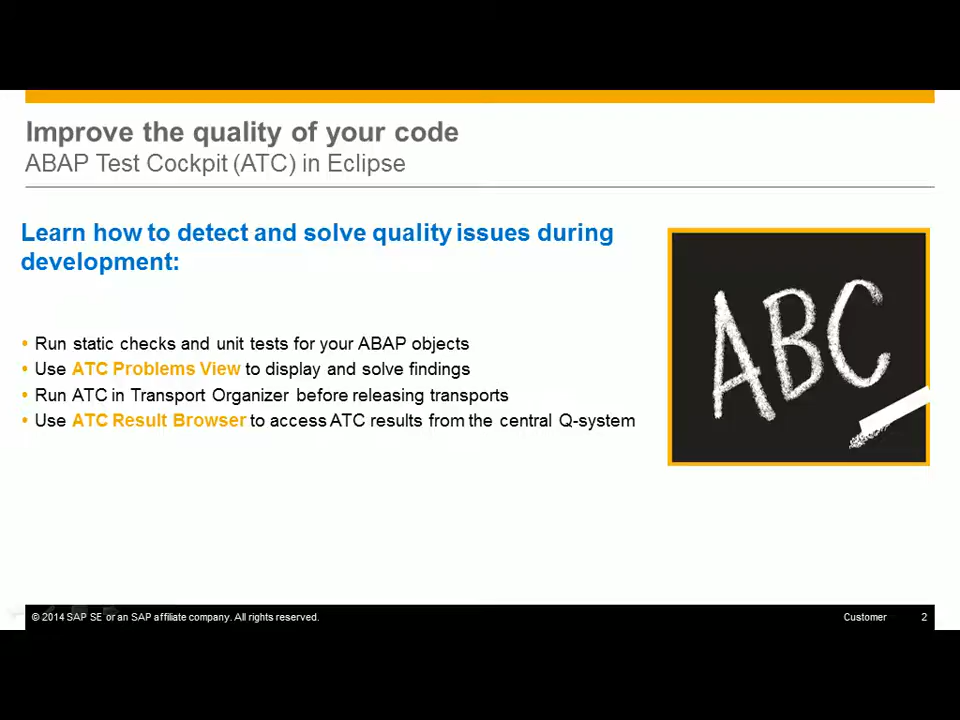 Improve the quality of your code
ABAP Test Cockpit (ATC) in Eclipse
Learn how to detect and solve quality issues during
development:
• Run static checks and unit tests for your ABAP objects
• Use ATC Problems View to display and solve findings
• Run ATC in Transport Organizer before releasing transports
• Use ATC Result Browser to access ATC results from the central Q-system
ABC
© 2014 SAP SE or an SAP affiliate company. All rights reserved.
Customer 2